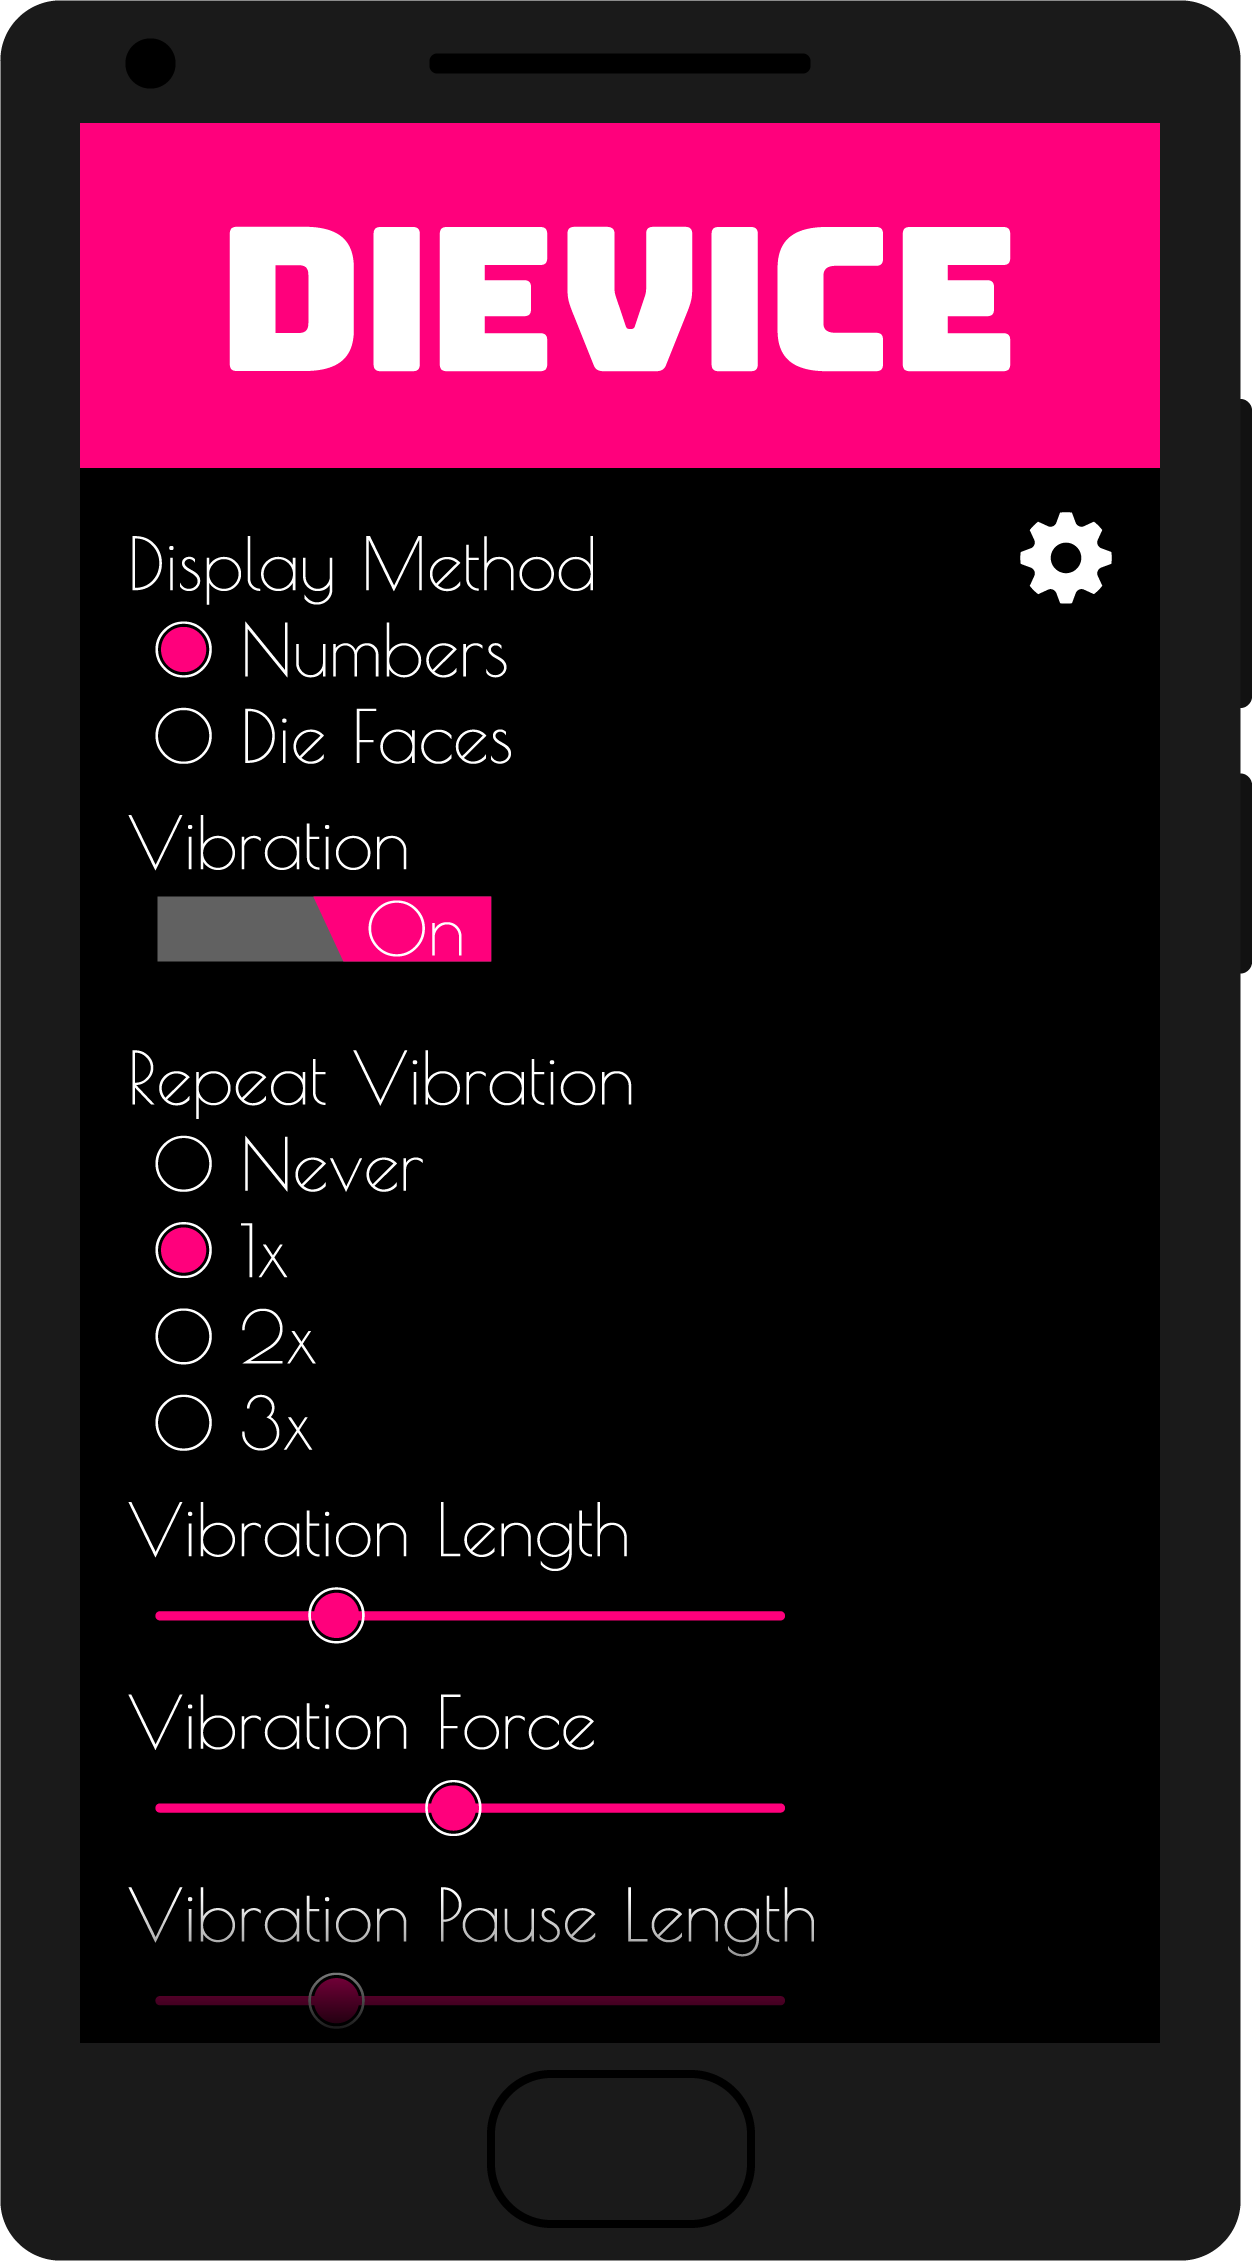 DIEVICE
Display Method
Numbers
Die Faces
Vibration
On
Repeat Vibration
Never
1x
2x
3x
Vibration Length
Vibration Force
Vibration Pause Length